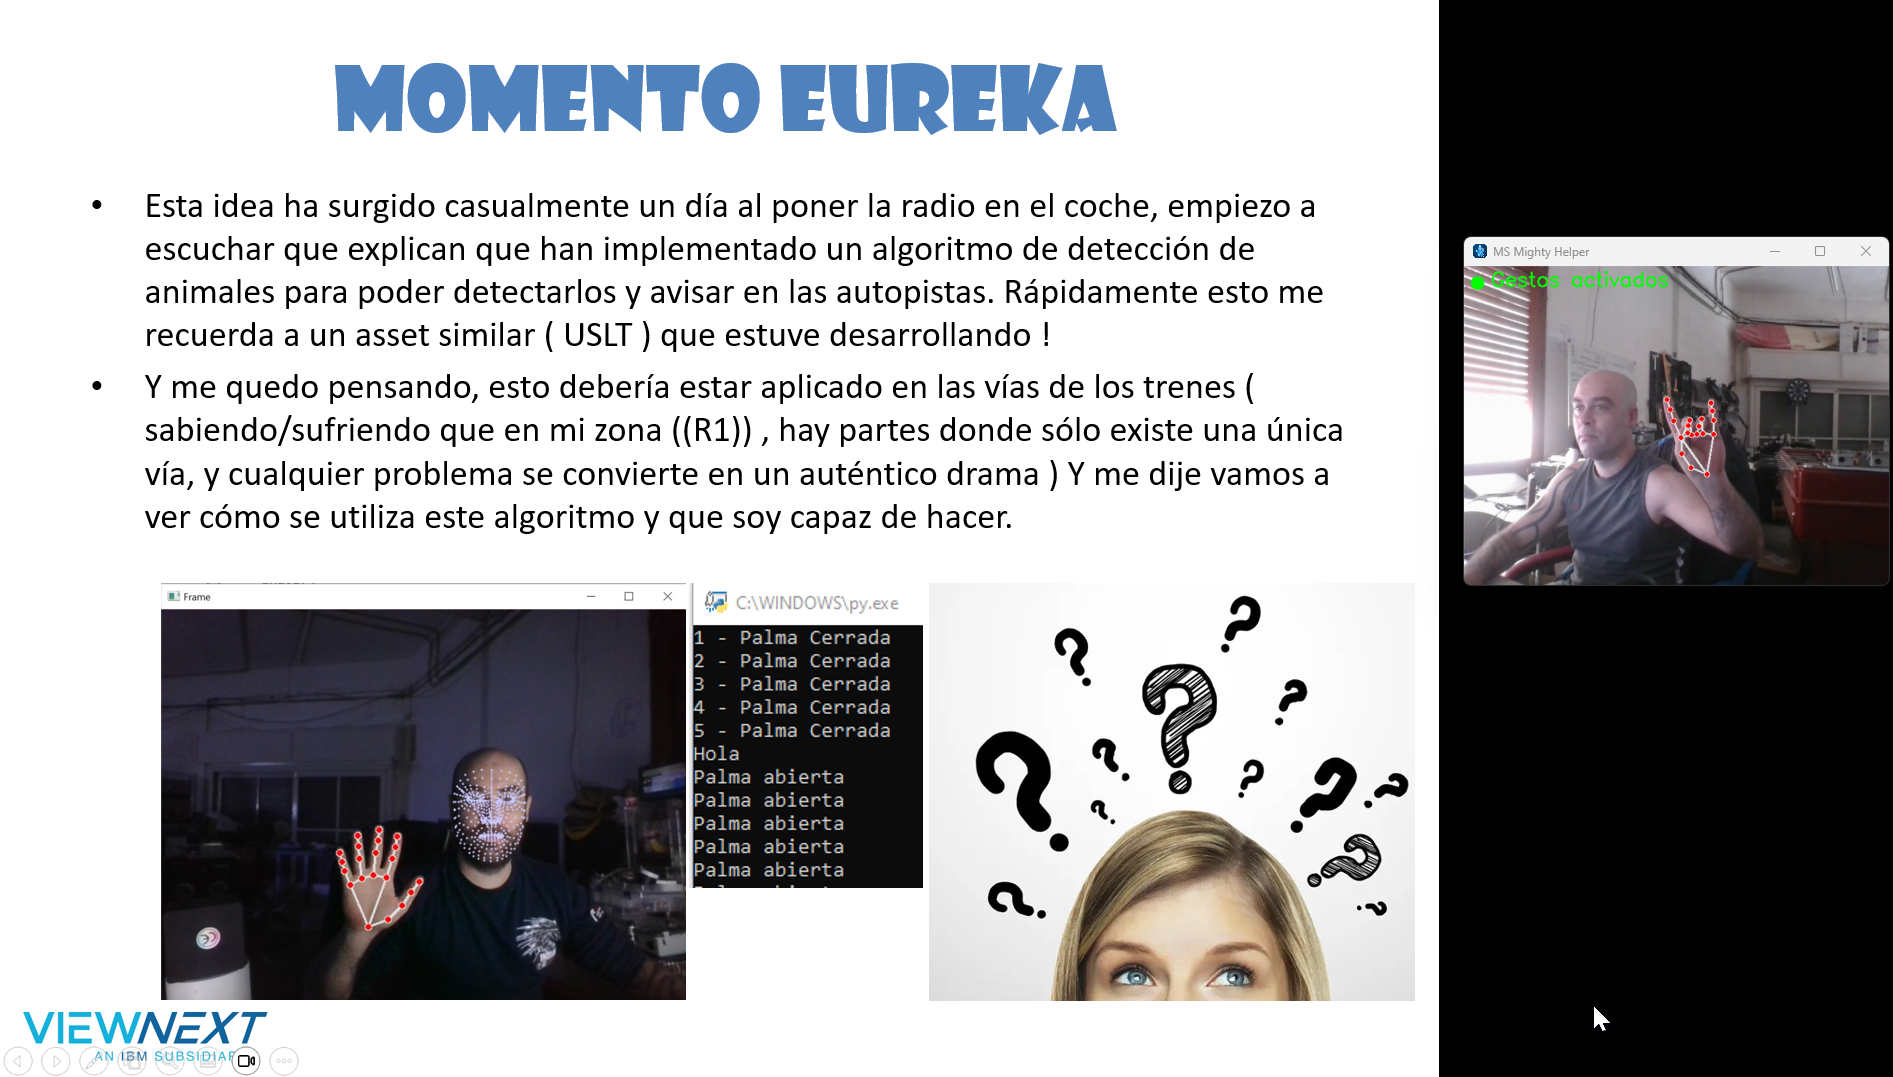 MOMENTO EUREKA
• Esta idea ha surgido casualmente un día al poner la radio en el coche, empiezo a
escuchar que explican que han implementado un algoritmo de detección de
animales para poder detectarlos y avisar en las autopistas. Rápidamente esto me
recuerda a un asset similar ( USLT ) que estuve desarrollando !
• Y me quedo pensando, esto debería estar aplicado en las vías de los trenes (
sabiendo/sufriendo que en mi zona ((R1)) , hay partes donde sólo existe una única
vía, y cualquier problema se convierte en un auténtico drama ) Y me dije vamos a
ver cómo se utiliza este algoritmo y que soy capaz de hacer.
MS Mighty Helper
Gestos activados
Frame
C:\WINDOWS\py.exe
1 - Palma Cerrada
2 - Palma Cerrada
3 - Palma Cerrada
4 - Palma Cerrada
5 - Palma Cerrada
Hola
Palma abierta
Palma abierta
Palma abierta
Palma abierta
Palma abierta
VIEWNEXT
AN IBM SUBSIDIAR